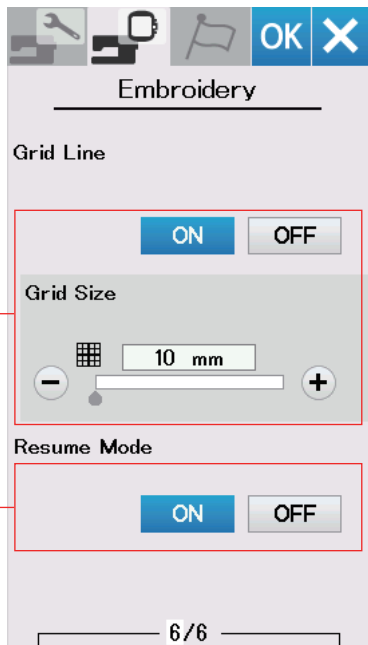 OK
Embroidery
Grid Line
ON OFF
Grid Size
10 mm
Resume Mode
ON OFF
6/6